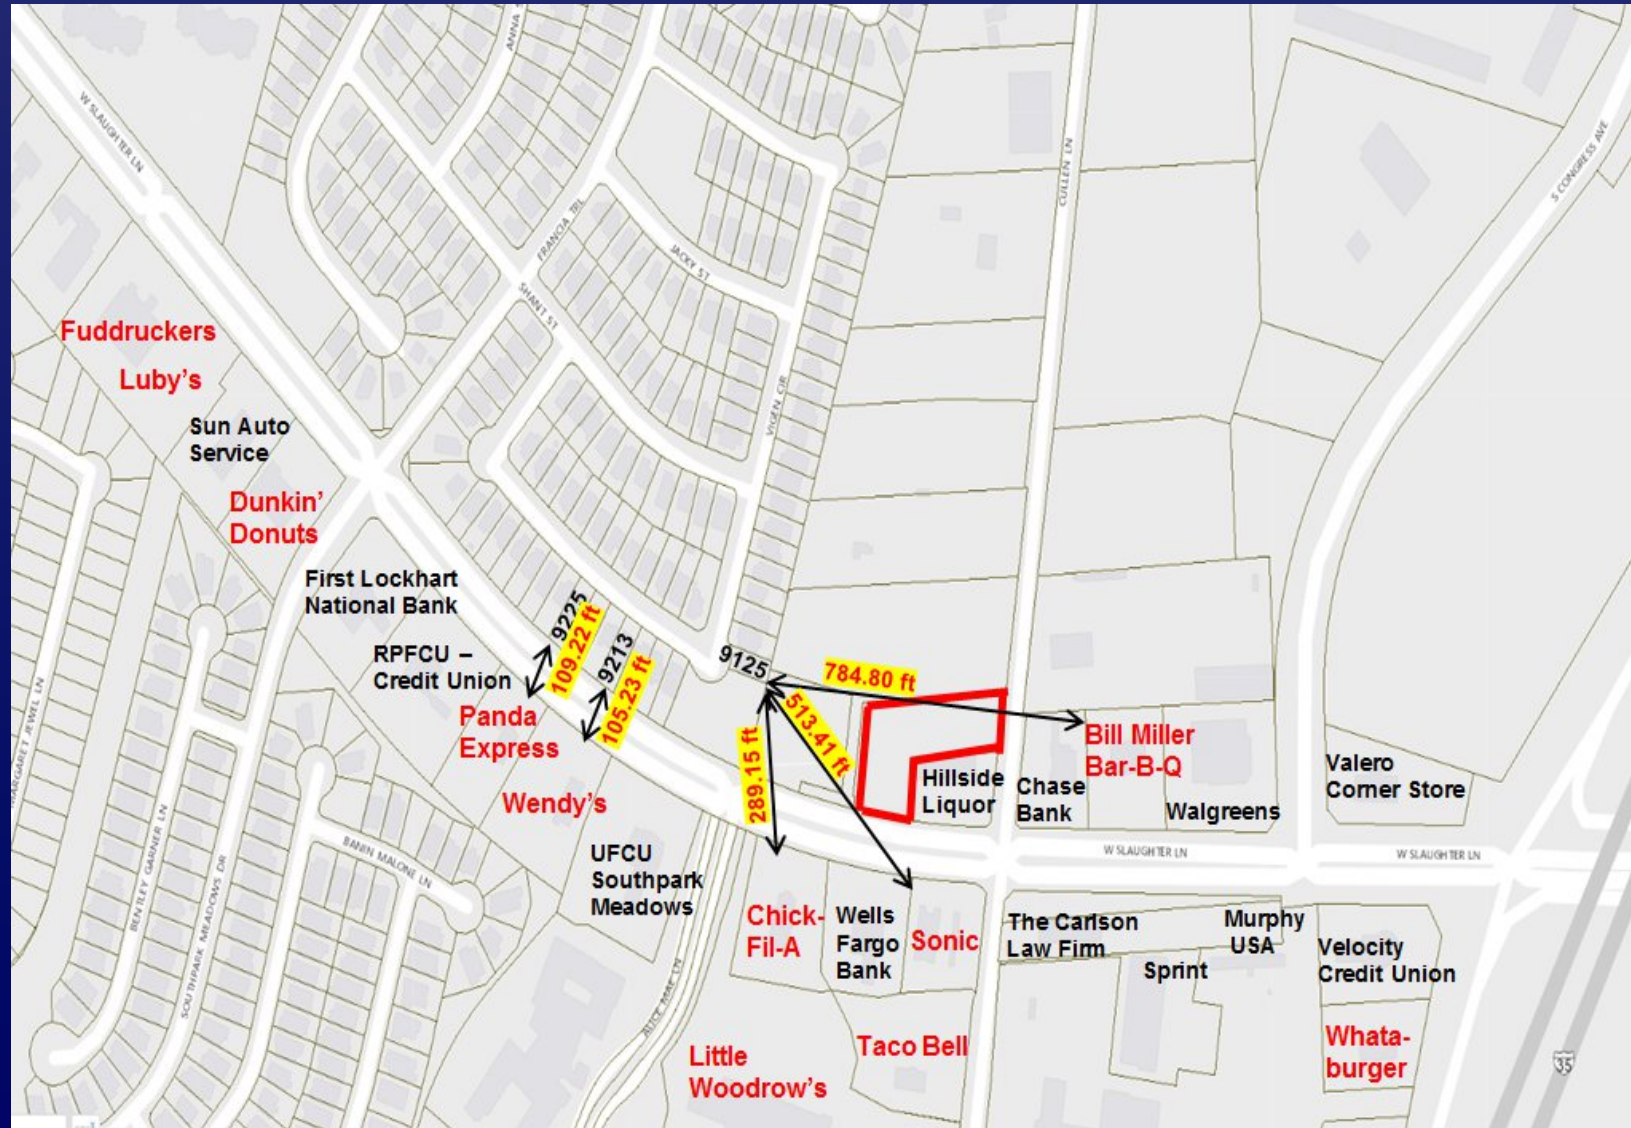 ANNA S
W SLAUGHTER LN
CULLEN LN
S CONGRESS AVE
FRANCIA TRL
JACKY ST
SHANT ST
Fuddruckers
Luby's
VIGEN CIR
Sun Auto
Service
Dunkin'
Donuts
First Lockhart
National Bank
9225
109.22 ft
9213
105.23 ft
RPFCU –
Credit Union
9125
784.80 ft
513.41 ft
289.15 ft
MARGARET JEWEL LN
Panda
Express
Bill Miller
Bar-B-Q
Hillside
Liquor
Chase
Bank
Walgreens
Valero
Corner Store
Wendy's
UFCU
Southpark
Meadows
BENTLEY GARNER LN
SOUTHPARK MEADOWS DR
BANIN MALONE LN
W SLAUGHTER LN
W SLAUGHTER LN
Chick-
Fil-A
Wells
Fargo
Bank
Sonic
The Carlson
Law Firm
Murphy
USA
Sprint
Velocity
Credit Union
ALICE MAE LN
Little
Woodrow's
Taco Bell
Whata-
burger
35